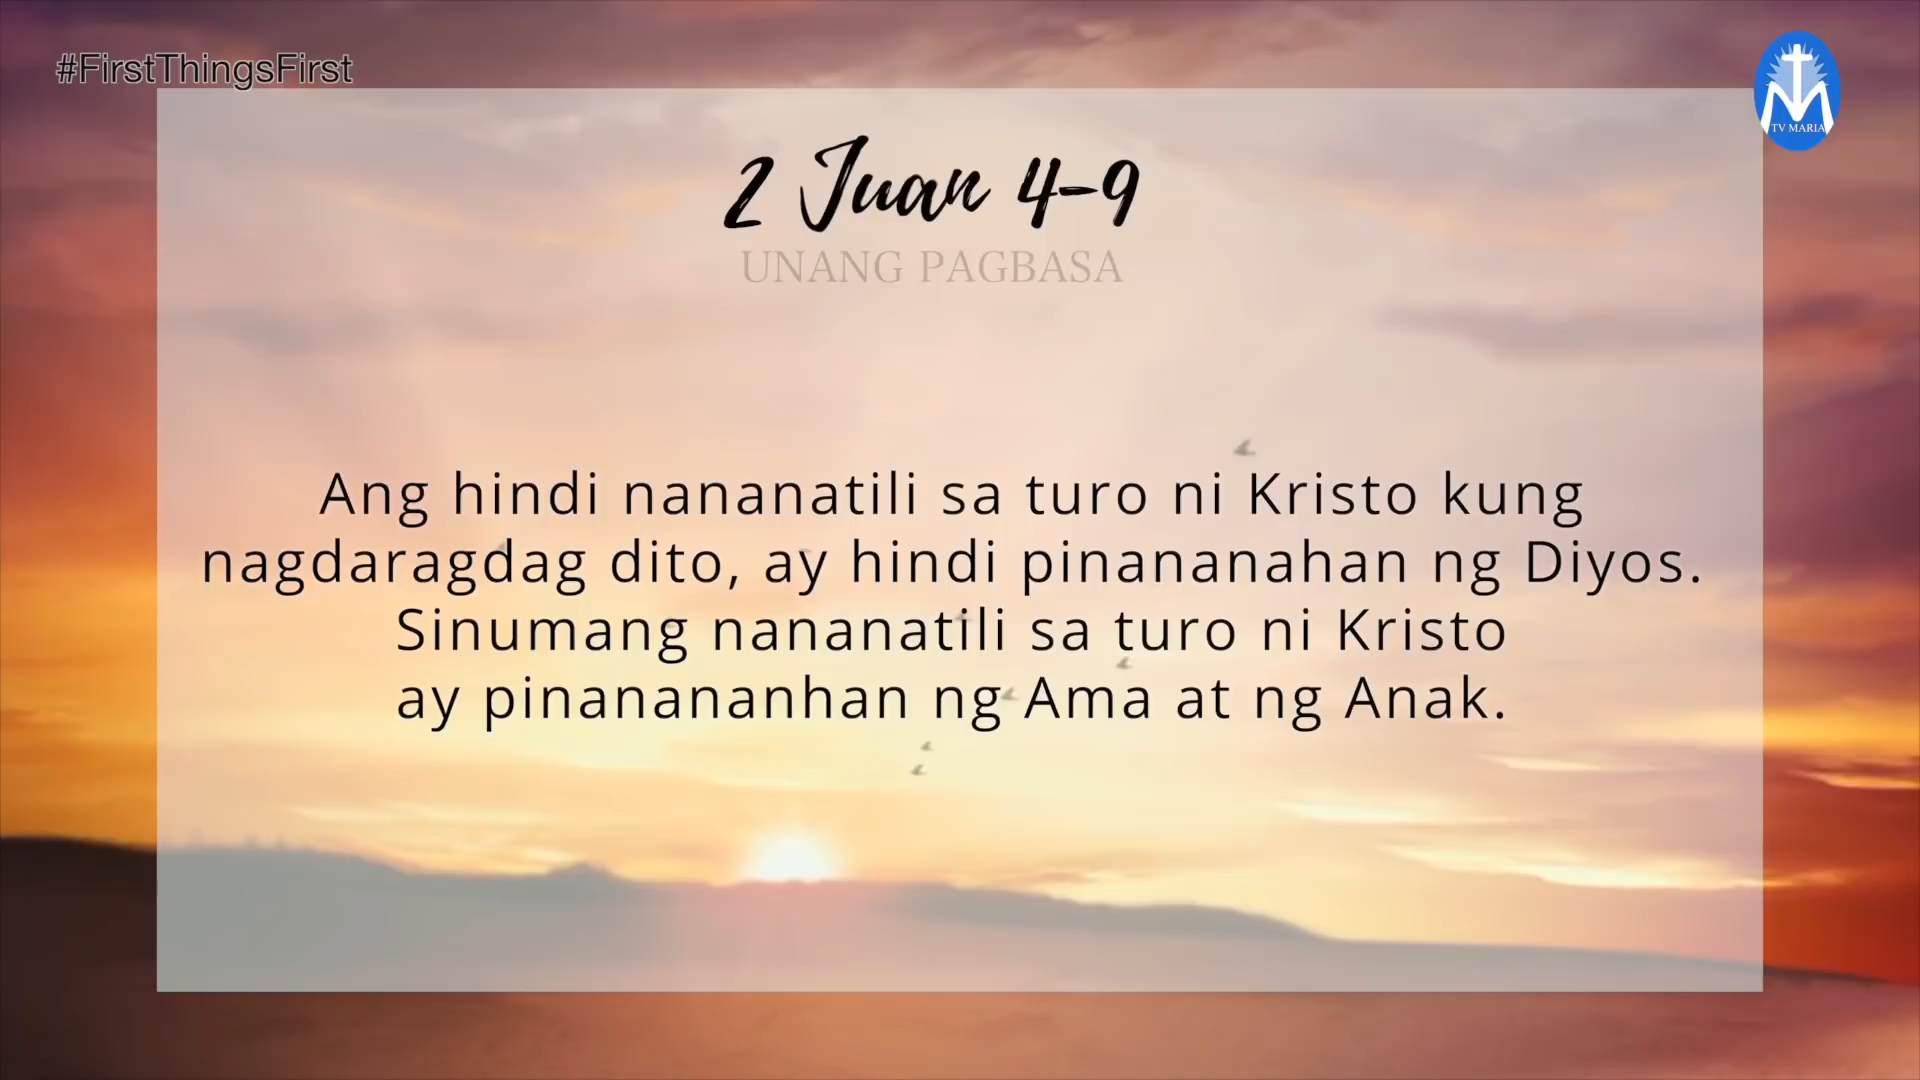 #FirstThingsFirst
TV MARIA
2 Juan 4-9
UNANG PAGBASA
Ang hindi nananatili sa turo ni Kristo kung
nagdaragdag dito, ay hindi pinananahan ng Diyos.
Sinumang nananatili sa turo ni Kristo
ay pinanananhan ng Ama at ng Anak.